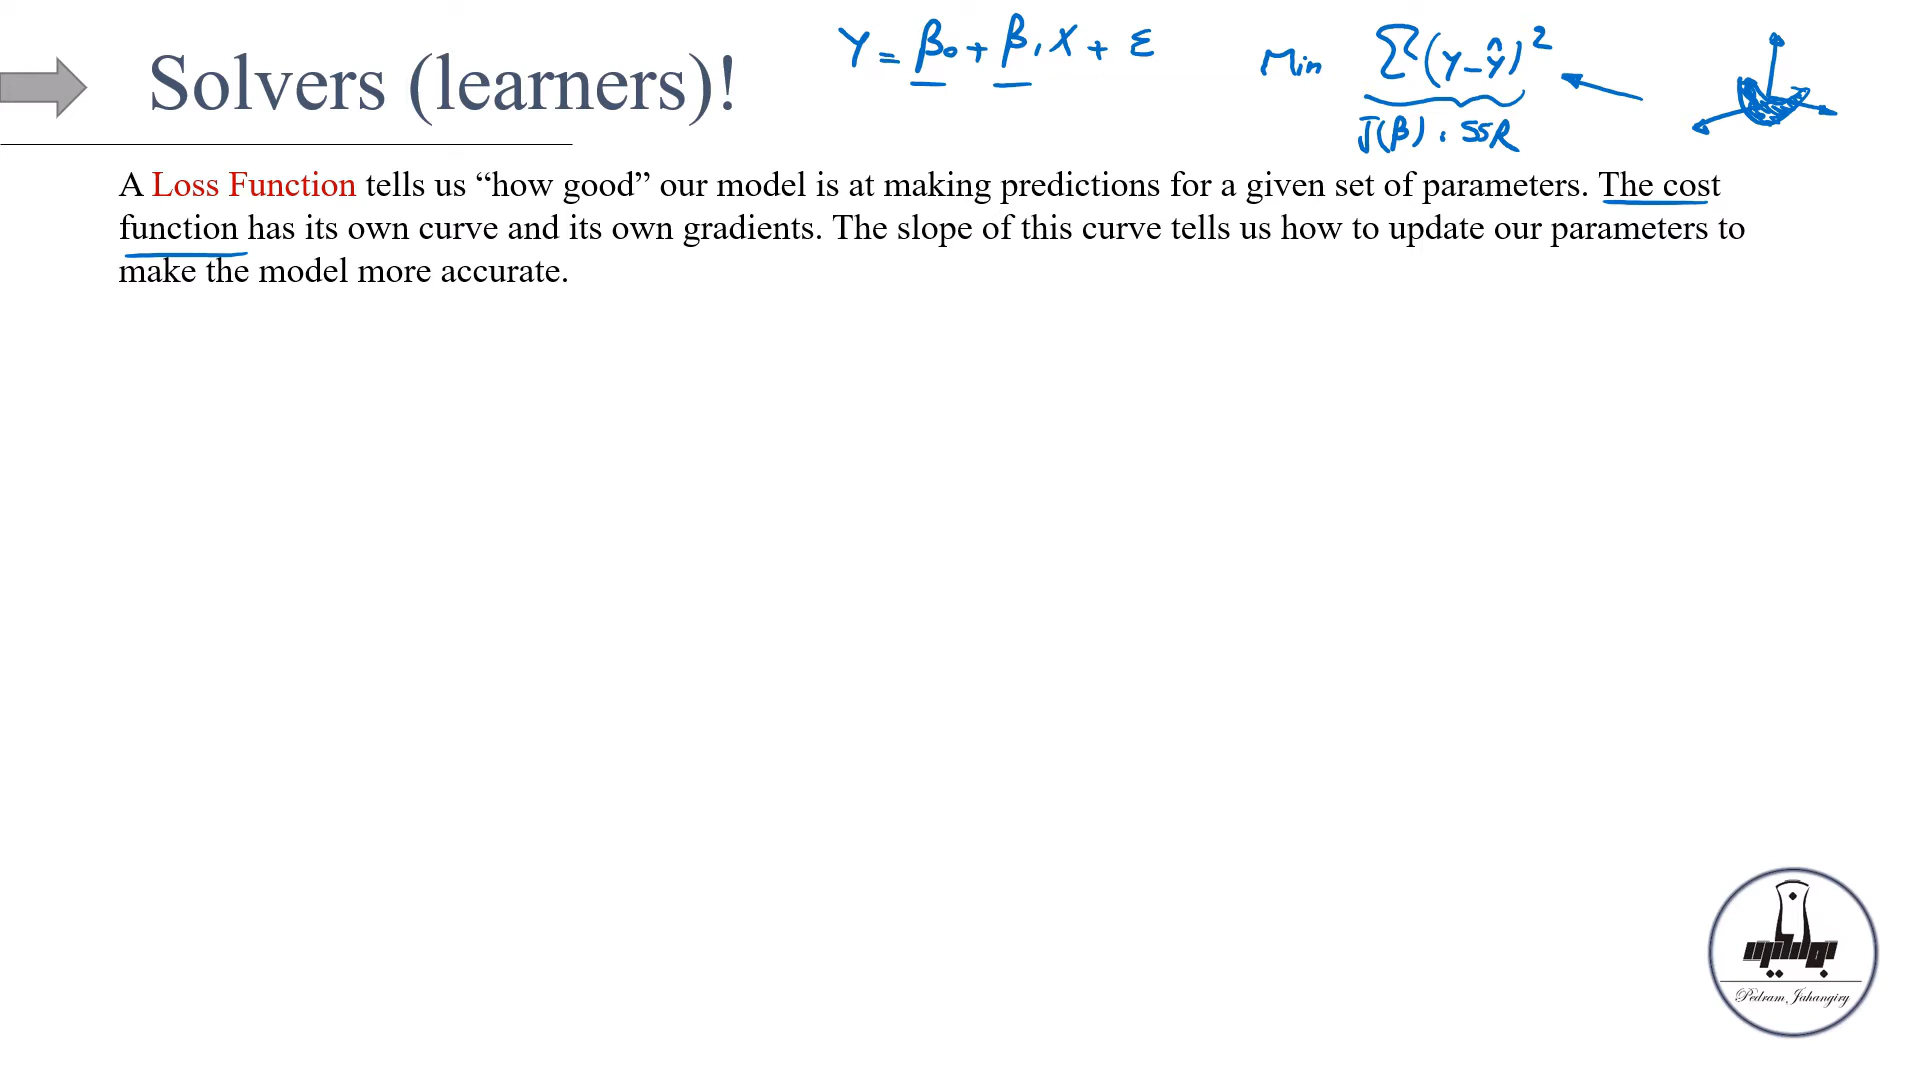 Solvers (learners)!
Y = β₀ + β₁X + ε
Min Σ(y-ŷ)²
J(β) : SSR
A Loss Function tells us “how good” our model is at making predictions for a given set of parameters. The cost
function has its own curve and its own gradients. The slope of this curve tells us how to update our parameters to
make the model more accurate.
Pedram Jahangiry